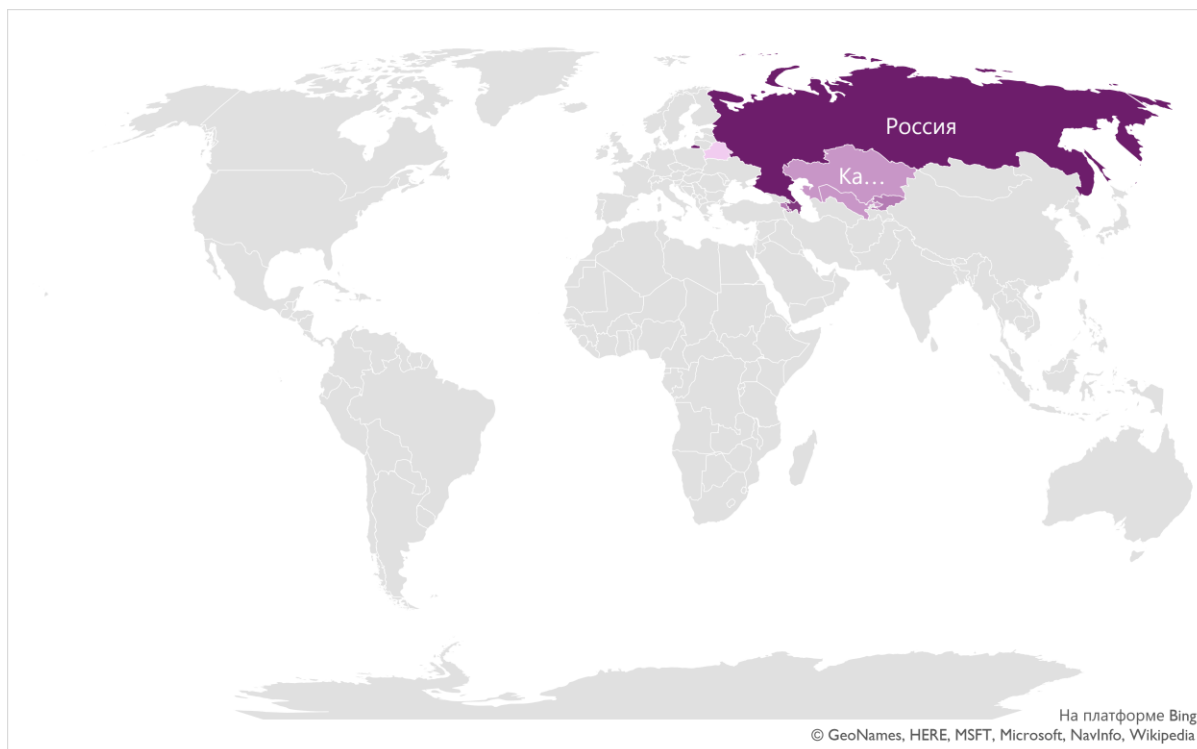 Россия
Ка...
На платформе Bing
© GeoNames, HERE, MSFT, Microsoft, NavInfo, Wikipedia